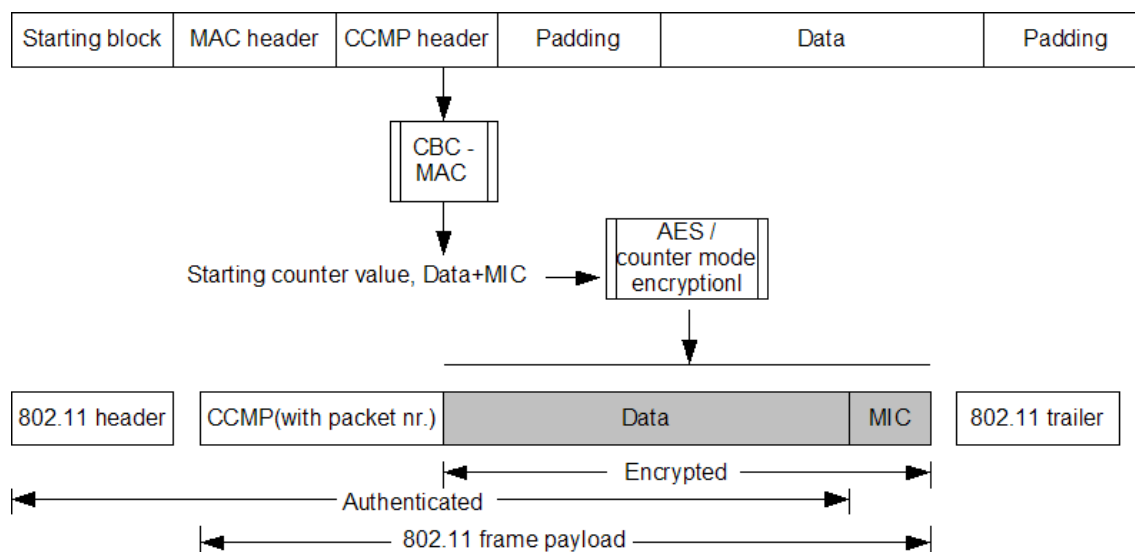 Starting block
MAC header
CCMP header
Padding
Data
Padding
CBC -
MAC
Starting counter value, Data+MIC
AES /
counter mode
encryptionl
802.11 header
CCMP(with packet nr.)
Data
MIC
802.11 trailer
Encrypted
Authenticated
802.11 frame payload